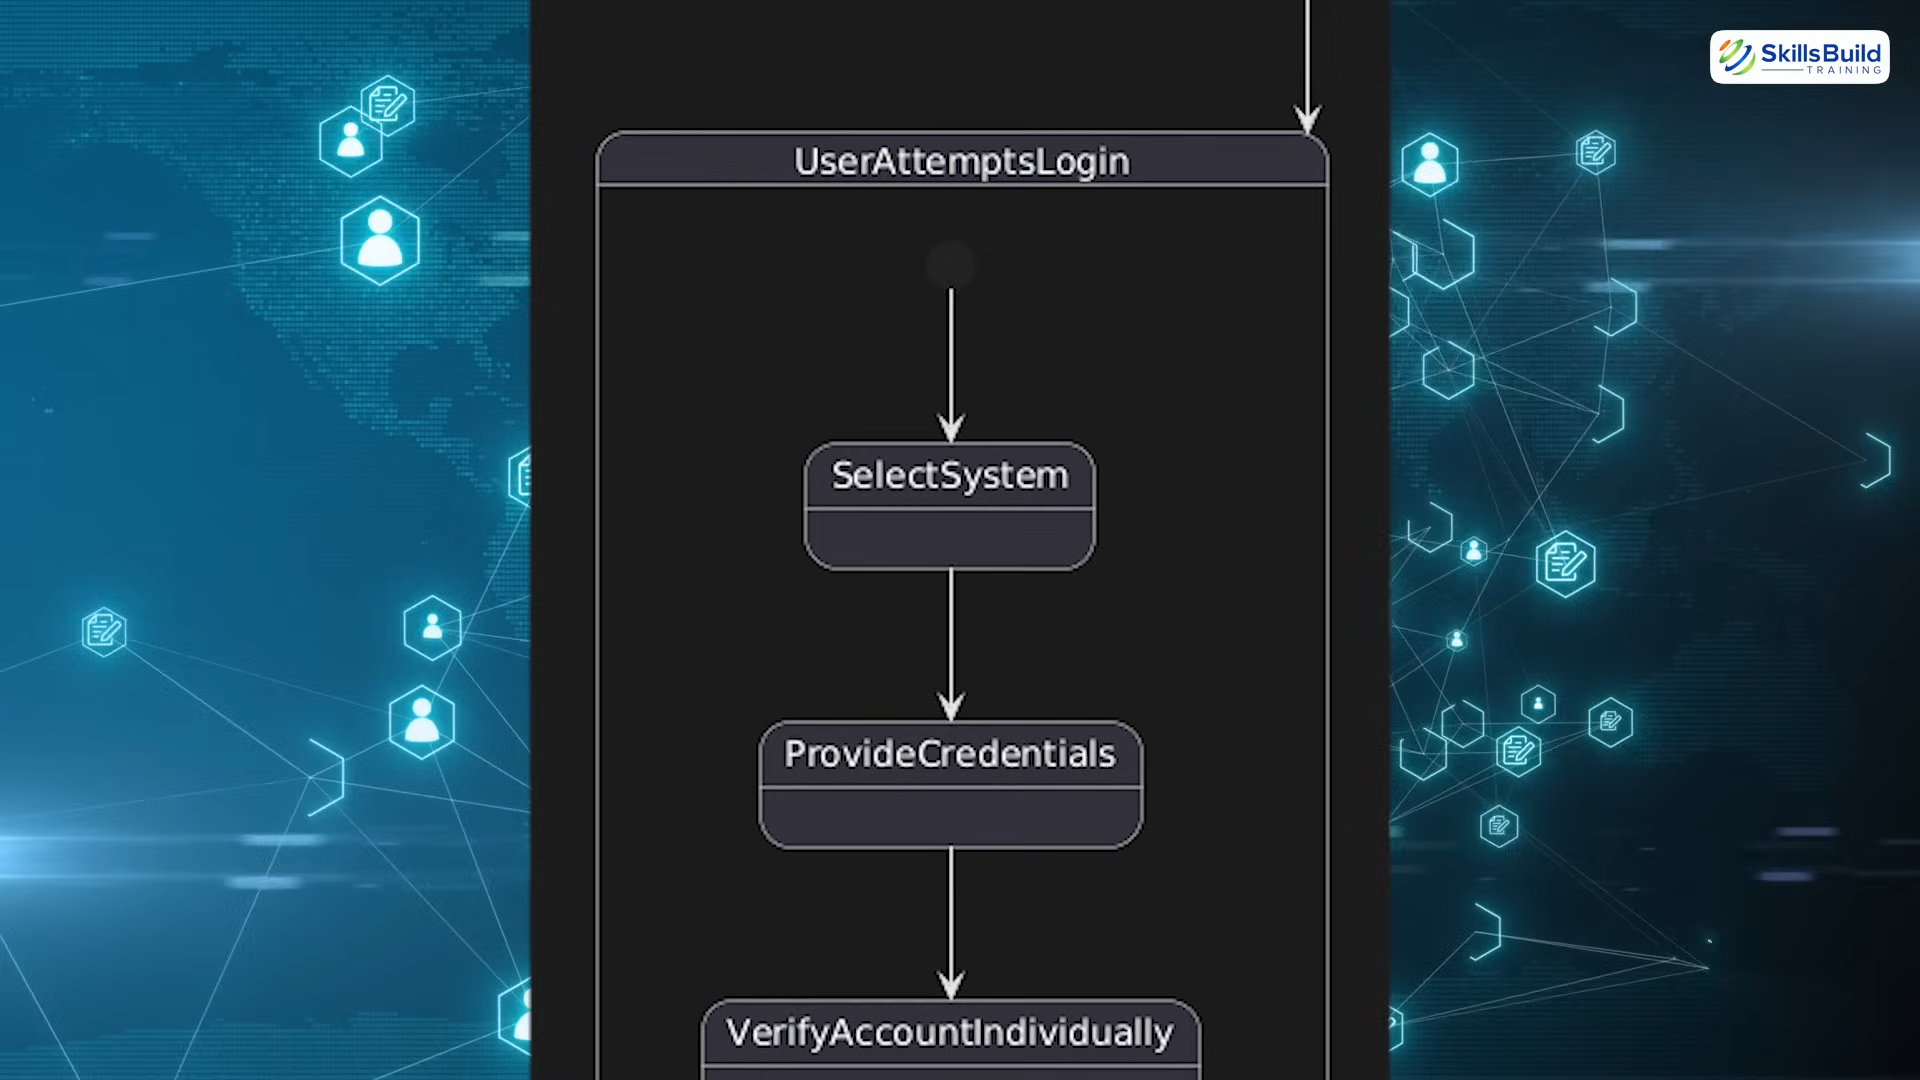 SkillsBuild
TRAINING
UserAttemptsLogin
SelectSystem
ProvideCredentials
VerifyAccountIndividually